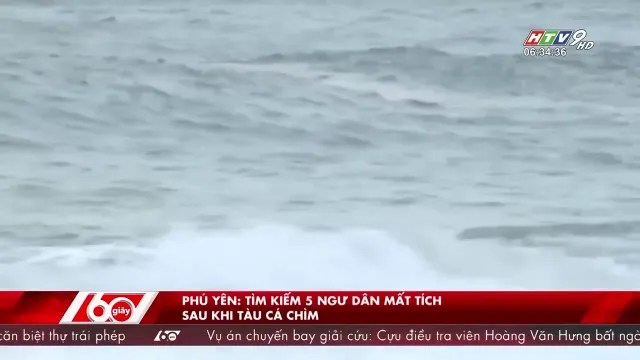 HTV9 HD
06:34:36
60 giây
PHÚ YÊN: TÌM KIẾM 5 NGƯ DÂN MẤT TÍCH
SAU KHI TÀU CÁ CHÌM
căn biệt thự trái phép 60s Vụ án chuyến bay giải cứu: Cựu điều tra viên Hoàng Văn Hưng bất ng